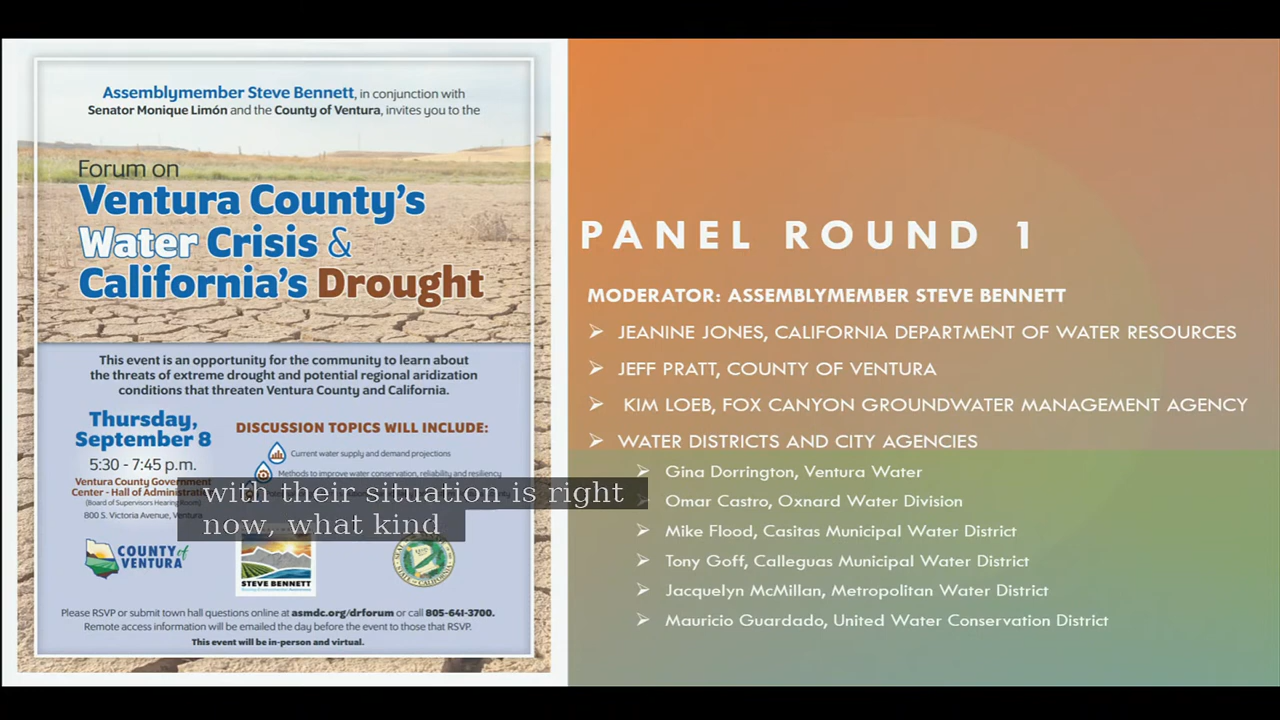 Assemblymember Steve Bennett, in conjunction with
Senator Monique Limón and the County of Ventura, invites you to the
Forum on
Ventura County's
Water Crisis &
California's Drought
This event is an opportunity for the community to learn about
the threats of extreme drought and potential regional aridization
conditions that threaten Ventura County and California.
Thursday,
September 8
5:30 - 7:45 p.m.
Ventura County Government
Center - Hall of Administration
(Board of Supervisors Hearing Room)
800 S. Victoria Avenue, Ventura
DISCUSSION TOPICS WILL INCLUDE:
Current water supply and demand projections
Methods to improve water conservation, reliability and resiliency
with their situation is right
now, what kind
COUNTY of
VENTURA
STEVE BENNETT
Please RSVP or submit town hall questions online at asmdc.org/drforum or call 805-641-3700.
Remote access information will be emailed the day before the event to those that RSVP.
This event will be in-person and virtual.
PANEL ROUND 1
MODERATOR: ASSEMBLYMEMBER STEVE BENNETT
JEANINE JONES, CALIFORNIA DEPARTMENT OF WATER RESOURCES
JEFF PRATT, COUNTY OF VENTURA
KIM LOEB, FOX CANYON GROUNDWATER MANAGEMENT AGENCY
WATER DISTRICTS AND CITY AGENCIES
Gina Dorrington, Ventura Water
Omar Castro, Oxnard Water Division
Mike Flood, Casitas Municipal Water District
Tony Goff, Calleguas Municipal Water District
Jacquelyn McMillan, Metropolitan Water District
Mauricio Guardado, United Water Conservation District